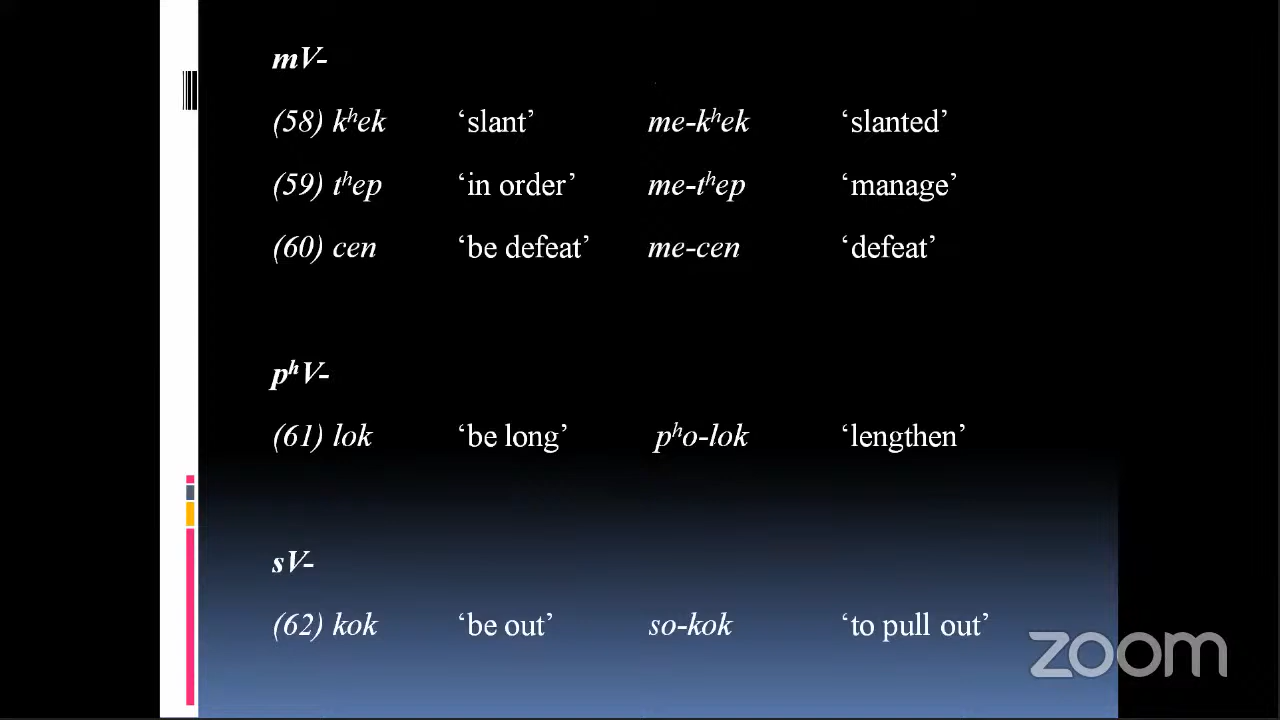 mV-
(58) kʰek ‘slant’ me-kʰek ‘slanted’
(59) tʰep ‘in order’ me-tʰep ‘manage’
(60) cen ‘be defeat’ me-cen ‘defeat’
pʰV-
(61) lok ‘be long’ pʰo-lok ‘lengthen’
sV-
(62) kok ‘be out’ so-kok ‘to pull out’
zoom